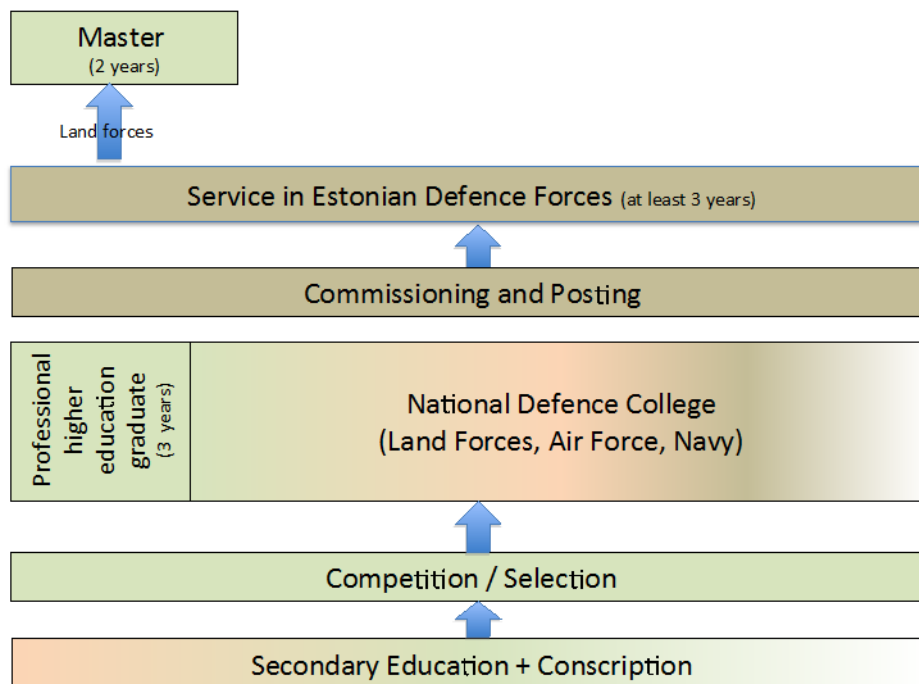 Master
(2 years)
Land forces
Service in Estonian Defence Forces (at least 3 years)
Commissioning and Posting
Professional
higher
education
graduate
(3 years)
National Defence College
(Land Forces, Air Force, Navy)
Competition / Selection
Secondary Education + Conscription